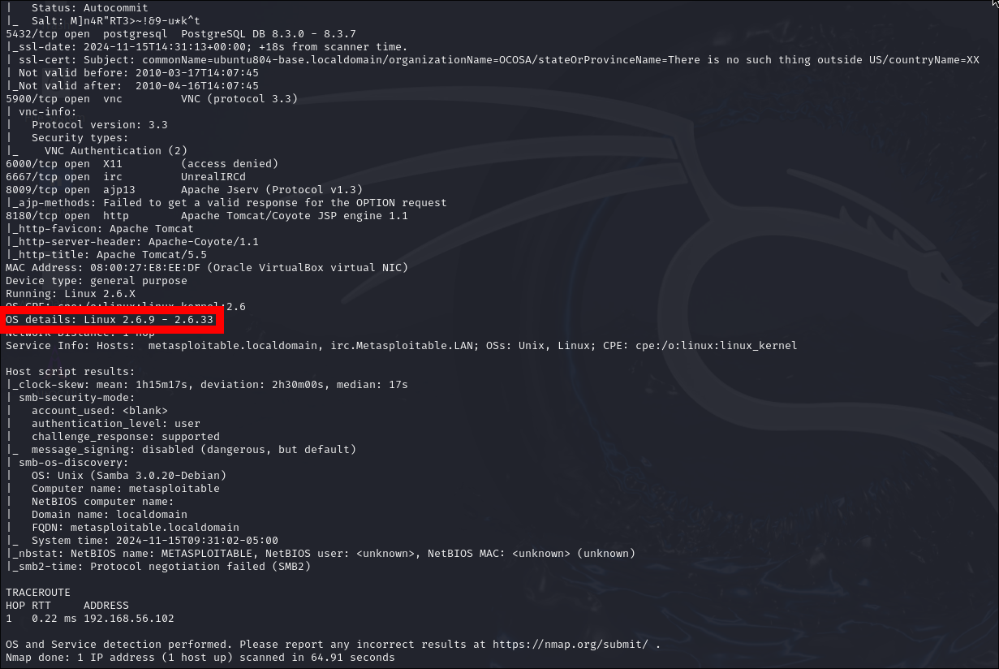 |   Status: Autocommit
|_  Salt: M]n4R"RT3>~!&9-u*k^t
5432/tcp open  postgresql  PostgreSQL DB 8.3.0 - 8.3.7
|_ssl-date: 2024-11-15T14:31:13+00:00; +18s from scanner time.
| ssl-cert: Subject: commonName=ubuntu804-base.localdomain/organizationName=OCOSA/stateOrProvinceName=There is no such thing outside US/countryName=XX
| Not valid before: 2010-03-17T14:07:45
|_Not valid after:  2010-04-16T14:07:45
5900/tcp open  vnc         VNC (protocol 3.3)
| vnc-info:
|   Protocol version: 3.3
|   Security types:
|_    VNC Authentication (2)
6000/tcp open  X11         (access denied)
6667/tcp open  irc         UnrealIRCd
8009/tcp open  ajp13       Apache Jserv (Protocol v1.3)
|_ajp-methods: Failed to get a valid response for the OPTION request
8180/tcp open  http        Apache Tomcat/Coyote JSP engine 1.1
|_http-favicon: Apache Tomcat
|_http-server-header: Apache-Coyote/1.1
|_http-title: Apache Tomcat/5.5
MAC Address: 08:00:27:E8:EE:DF (Oracle VirtualBox virtual NIC)
Device type: general purpose
Running: Linux 2.6.X
OS CPE: cpe:/o:linux:linux_kernel:2.6
OS details: Linux 2.6.9 - 2.6.33
Network Distance: 1 hop
Service Info: Hosts:  metasploitable.localdomain, irc.Metasploitable.LAN; OSs: Unix, Linux; CPE: cpe:/o:linux:linux_kernel
Host script results:
|_clock-skew: mean: 1h15m17s, deviation: 2h30m00s, median: 17s
| smb-security-mode:
|   account_used: <blank>
|   authentication_level: user
|   challenge_response: supported
|_  message_signing: disabled (dangerous, but default)
| smb-os-discovery:
|   OS: Unix (Samba 3.0.20-Debian)
|   Computer name: metasploitable
|   NetBIOS computer name:
|   Domain name: localdomain
|   FQDN: metasploitable.localdomain
|_  System time: 2024-11-15T09:31:02-05:00
|_nbstat: NetBIOS name: METASPLOITABLE, NetBIOS user: <unknown>, NetBIOS MAC: <unknown> (unknown)
|_smb2-time: Protocol negotiation failed (SMB2)
TRACEROUTE
HOP RTT     ADDRESS
1   0.22 ms 192.168.56.102
OS and Service detection performed. Please report any incorrect results at https://nmap.org/submit/ .
Nmap done: 1 IP address (1 host up) scanned in 64.91 seconds